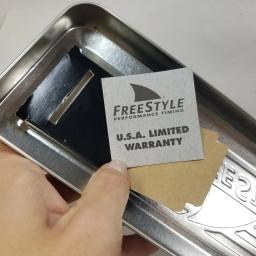 FREESTYLE
PERFORMANCE TIMING
U.S.A. LIMITED
WARRANTY